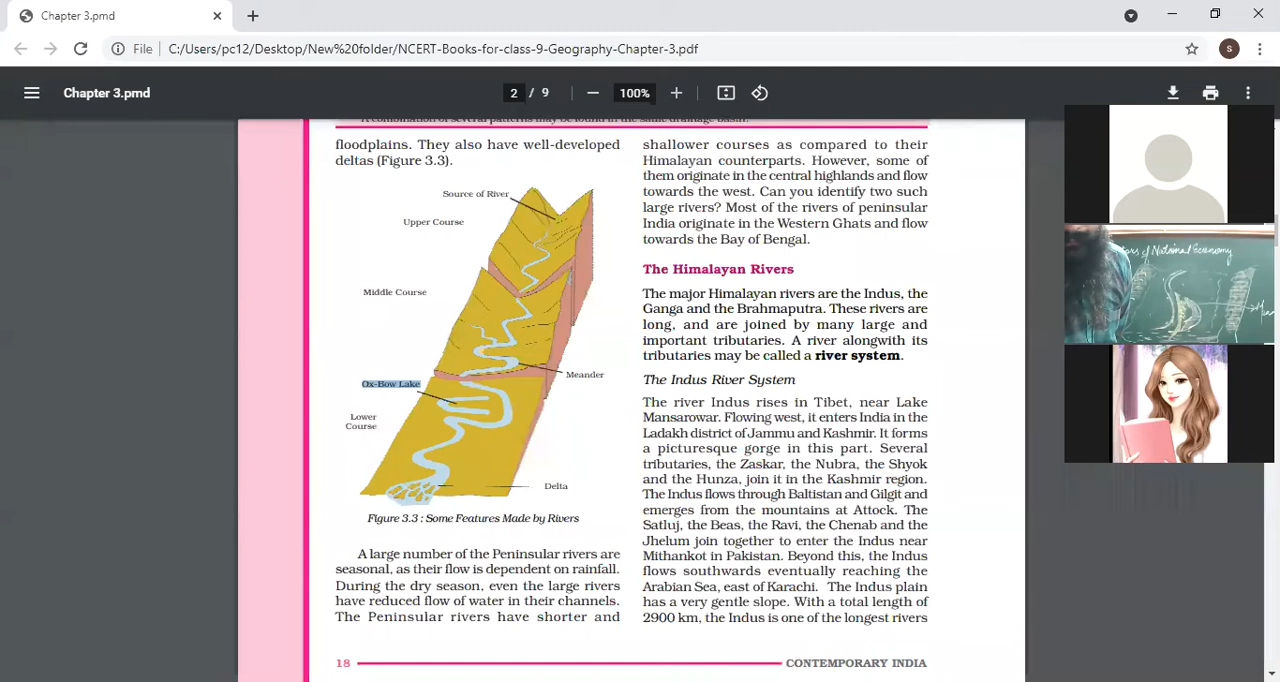 Chapter 3.pmd
File
C:/Users/pc12/Desktop/New%20folder/NCERT-Books-for-class-9-Geography-Chapter-3.pdf
s
Chapter 3.pmd
2 / 9
100%
A combination of several patterns may be found in the same drainage basin.
floodplains. They also have well-developed
deltas (Figure 3.3).
Source of River
Upper Course
Middle Course
Meander
Ox-Bow Lake
Lower
Course
Delta
Figure 3.3 : Some Features Made by Rivers
A large number of the Peninsular rivers are
seasonal, as their flow is dependent on rainfall.
During the dry season, even the large rivers
have reduced flow of water in their channels.
The Peninsular rivers have shorter and
shallower courses as compared to their
Himalayan counterparts. However, some of
them originate in the central highlands and flow
towards the west. Can you identify two such
large rivers? Most of the rivers of peninsular
India originate in the Western Ghats and flow
towards the Bay of Bengal.
The Himalayan Rivers
The major Himalayan rivers are the Indus, the
Ganga and the Brahmaputra. These rivers are
long, and are joined by many large and
important tributaries. A river alongwith its
tributaries may be called a river system.
The Indus River System
The river Indus rises in Tibet, near Lake
Mansarowar. Flowing west, it enters India in the
Ladakh district of Jammu and Kashmir. It forms
a picturesque gorge in this part. Several
tributaries, the Zaskar, the Nubra, the Shyok
and the Hunza, join it in the Kashmir region.
The Indus flows through Baltistan and Gilgit and
emerges from the mountains at Attock. The
Satluj, the Beas, the Ravi, the Chenab and the
Jhelum join together to enter the Indus near
Mithankot in Pakistan. Beyond this, the Indus
flows southwards eventually reaching the
Arabian Sea, east of Karachi. The Indus plain
has a very gentle slope. With a total length of
2900 km, the Indus is one of the longest rivers
18
CONTEMPORARY INDIA
of National Economy